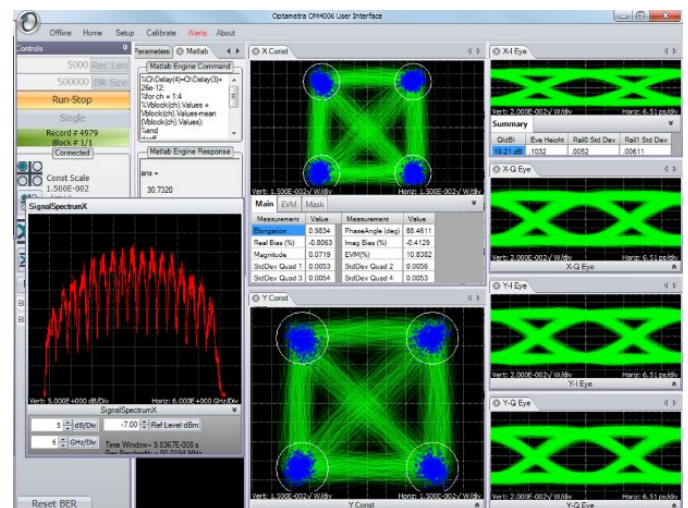 Optametra OM4006 User Interface
Offline Home Setup Calibrate Alerts About
Controls
5000 Rec Len
500000 Blk Size
Run-Stop
Single
Record # 4979
Block # 1/1
Connected
Const Scale
1.500E-002
Parameters Matlab
Matlab Engine Command
%ChDelay(4)=ChDelay(3)+
26e-12;
%for ch = 1:4
%Vblock(ch).Values =
Vblock(ch).Values-mean
(Vblock(ch).Values);
%end
Matlab Engine Response
ans =
30.7320
SignalSpectrumX
Vert: 5.000E+000 dB/Div Horiz: 6.000E+000 GHz/Div
SignalSpectrumX
5 dB/Div -7.00 Ref Level dBm
6 GHz/Div Time Window= 9.8367E-008 s
Reset BER
X Const
Vert: 1.500E-002√W/div Horiz: 1.500E-002√W/div
Main EVM Mask
Measurement Value Measurement Value
Elongation 0.9834 PhaseAngle (deg) 88.4611
Real Bias (%) -0.8063 Imag Bias (%) -0.4129
Magnitude 0.0719 EVM(%) 10.8382
StdDev Quad 1 0.0053 StdDev Quad 2 0.0056
StdDev Quad 3 0.0054 StdDev Quad 4 0.0053
Y Const
Vert: 1.500E-002√W/div Horiz: 1.500E-002√W/div
Y Const
X-I Eye
Vert: 2.000E-002√W/div Horiz: 6.51 ps/div
Summary
Q(dB) Eye Height Rail0 Std Dev Rail1 Std Dev
19.21 dB .1032 .0052 .00611
X-Q Eye
Vert: 2.000E-002√W/div Horiz: 6.51 ps/div
X-Q Eye
Y-I Eye
Vert: 2.000E-002√W/div Horiz: 6.51 ps/div
Y-I Eye
Y-Q Eye
Vert: 2.000E-002√W/div Horiz: 6.51 ps/div
Y-Q Eye